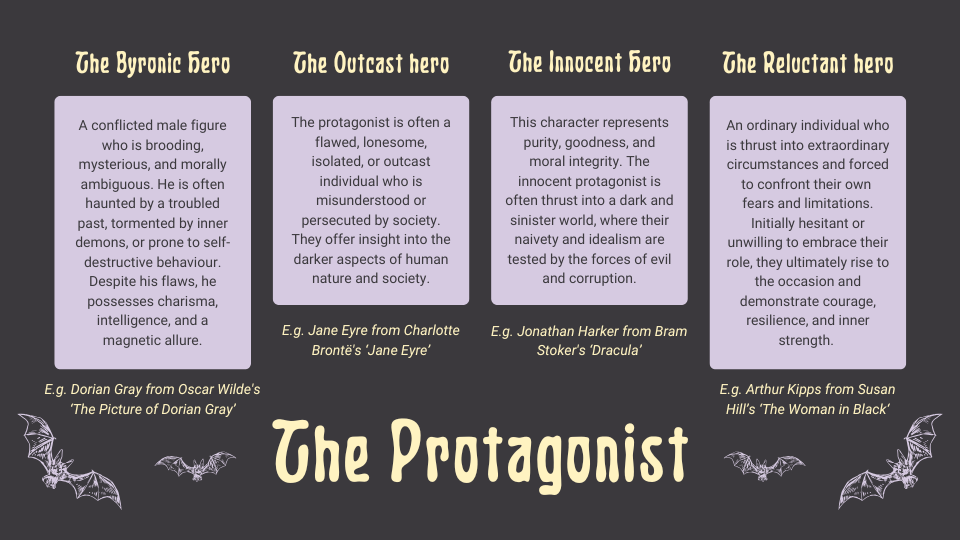 The Byronic Hero
A conflicted male figure
who is brooding,
mysterious, and morally
ambiguous. He is often
haunted by a troubled
past, tormented by inner
demons, or prone to self-
destructive behaviour.
Despite his flaws, he
possesses charisma,
intelligence, and a
magnetic allure.
E.g. Dorian Gray from Oscar Wilde's
‘The Picture of Dorian Gray’
The Outcast hero
The protagonist is often a
flawed, lonesome,
isolated, or outcast
individual who is
misunderstood or
persecuted by society.
They offer insight into the
darker aspects of human
nature and society.
E.g. Jane Eyre from Charlotte
Brontë's ‘Jane Eyre’
The Innocent Hero
This character represents
purity, goodness, and
moral integrity. The
innocent protagonist is
often thrust into a dark and
sinister world, where their
naivety and idealism are
tested by the forces of evil
and corruption.
E.g. Jonathan Harker from Bram
Stoker's ‘Dracula’
The Reluctant hero
An ordinary individual who
is thrust into extraordinary
circumstances and forced
to confront their own
fears and limitations.
Initially hesitant or
unwilling to embrace their
role, they ultimately rise to
the occasion and
demonstrate courage,
resilience, and inner
strength.
E.g. Arthur Kipps from Susan
Hill’s ‘The Woman in Black’
The Protagonist